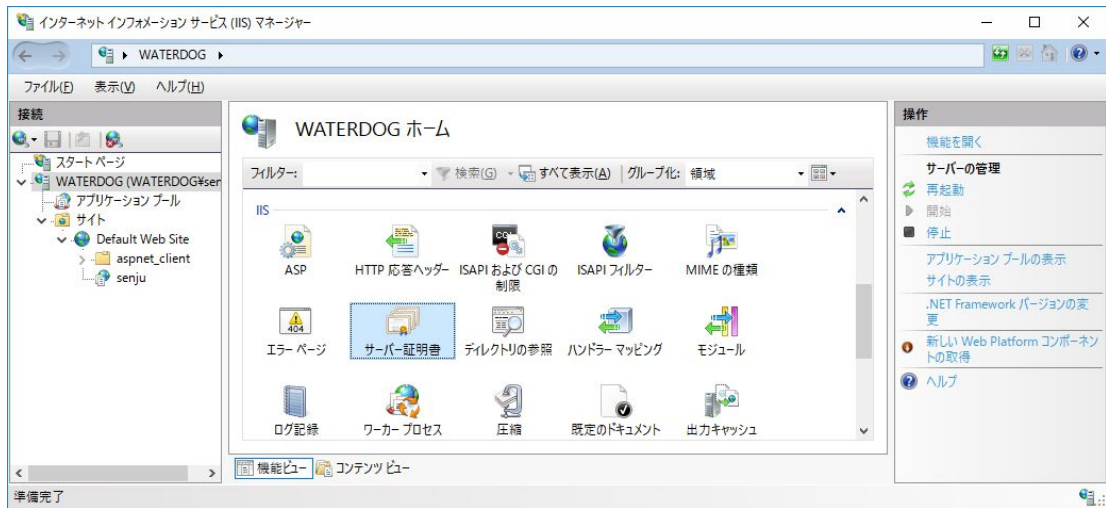 インターネット インフォメーション サービス (IIS) マネージャー
WATERDOG
ファイル(F) 表示(V) ヘルプ(H)
接続
スタート ページ
WATERDOG (WATERDOG¥ser
アプリケーション プール
サイト
Default Web Site
aspnet_client
senju
WATERDOG ホーム
フィルター: 検索(G) すべて表示(A) グループ化: 領域
IIS
ASP HTTP 応答ヘッダー ISAPI および CGI の制限 ISAPI フィルター MIME の種類
404
エラー ページ サーバー証明書 ディレクトリの参照 ハンドラー マッピング モジュール
ログ記録 ワーカー プロセス 圧縮 既定のドキュメント 出力キャッシュ
機能ビュー コンテンツ ビュー
操作
機能を開く
サーバーの管理
再起動
開始
停止
アプリケーション プールの表示
サイトの表示
.NET Framework バージョンの変
更
新しい Web Platform コンポーネン
トの取得
ヘルプ
準備完了